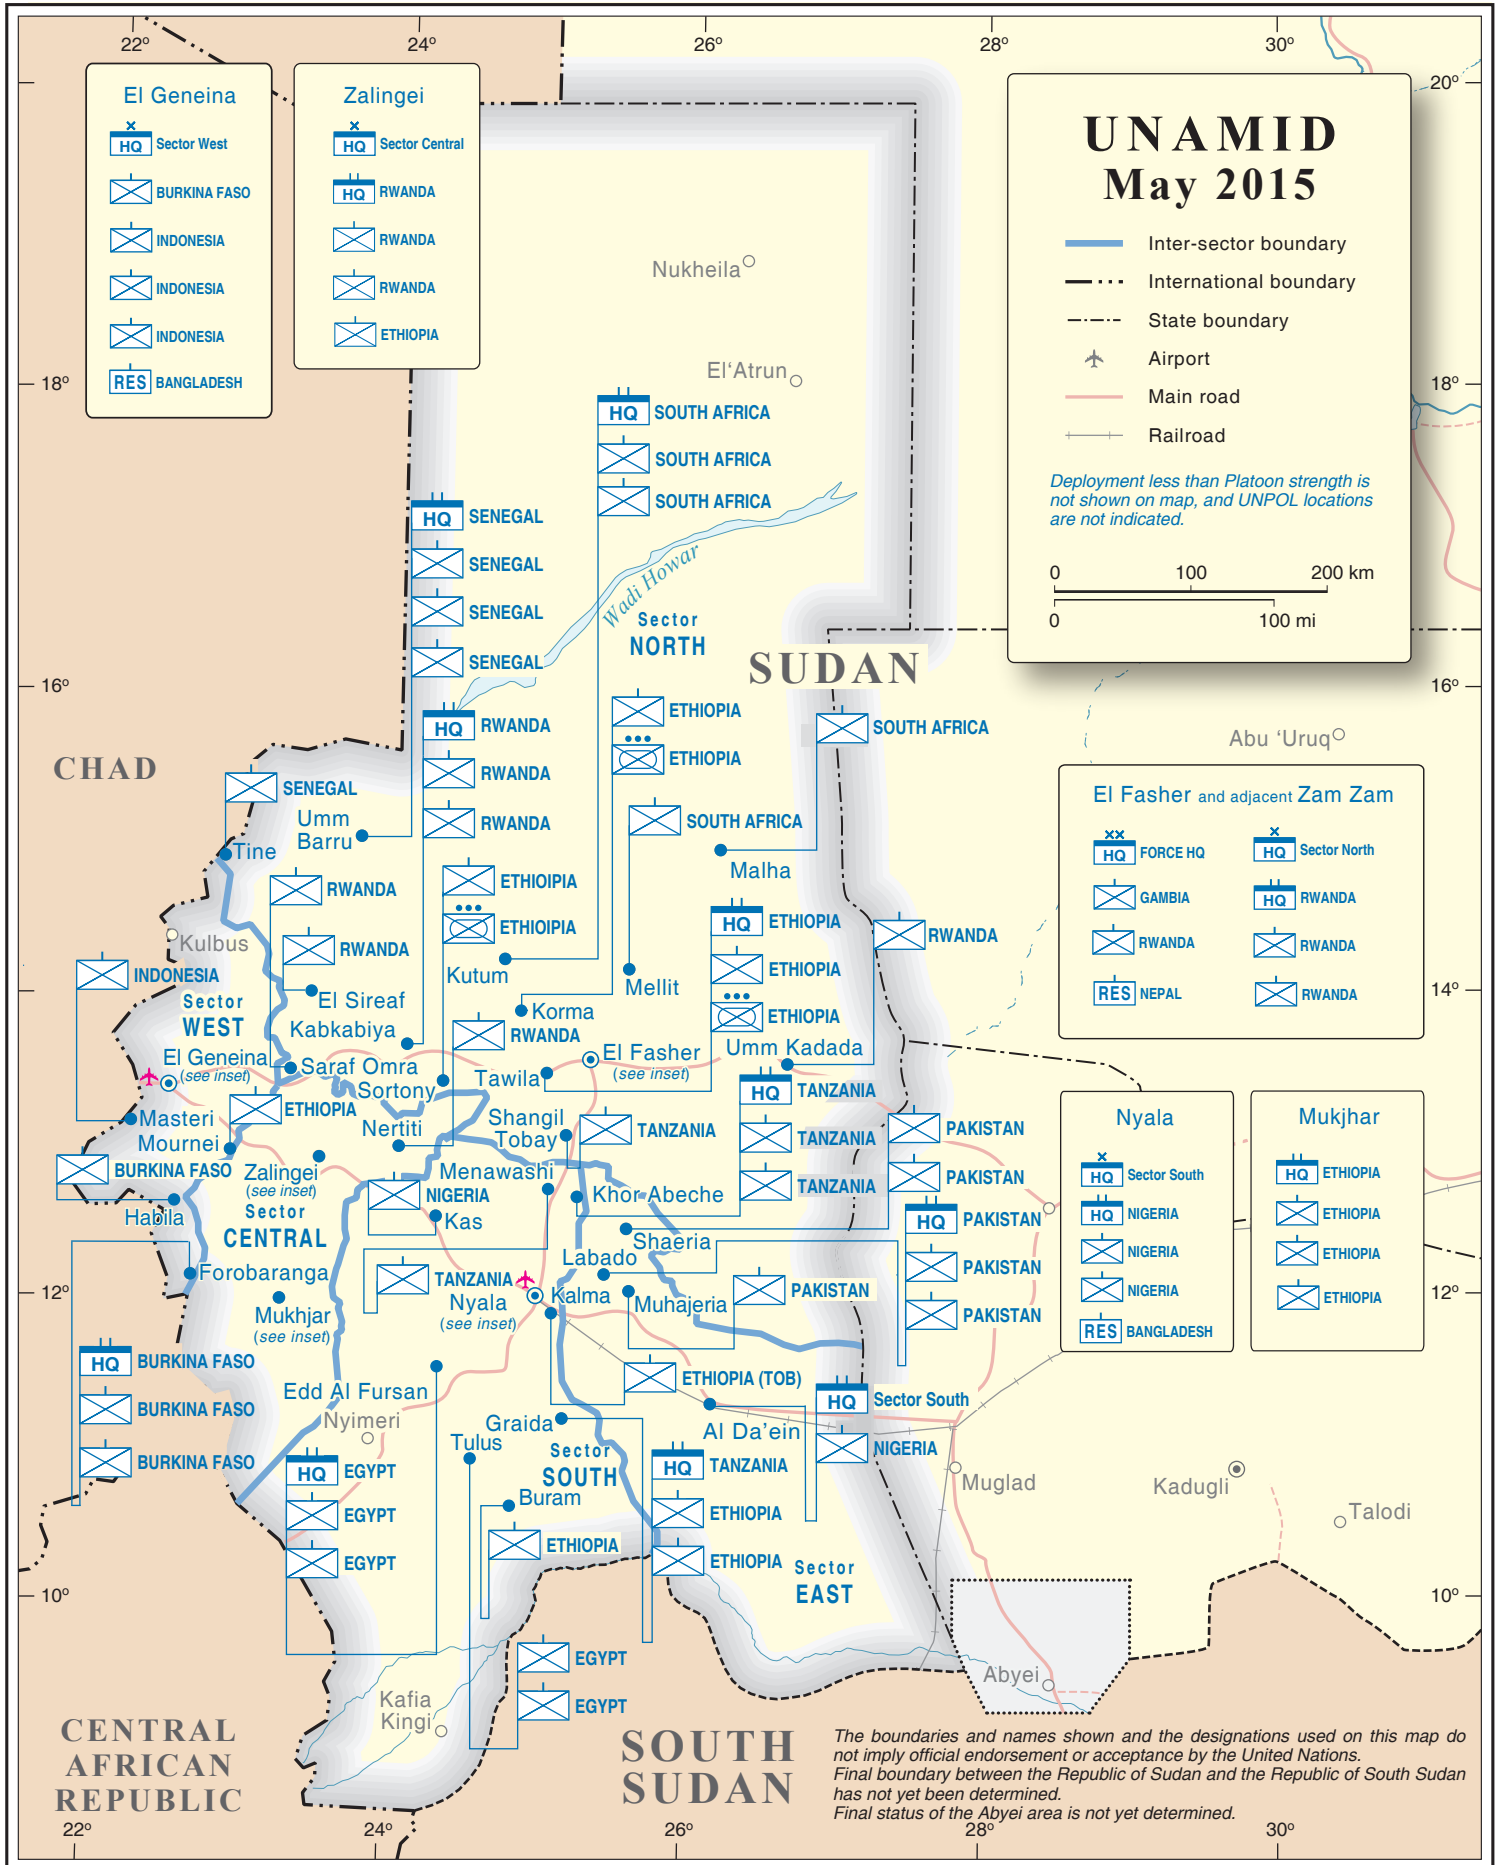 22º
24º
26º
28º
30º
20º
El Geneina
HQ Sector West
BURKINA FASO
INDONESIA
INDONESIA
INDONESIA
RES BANGLADESH
Zalingei
HQ Sector Central
HQ RWANDA
RWANDA
RWANDA
ETHIOPIA
UNAMID
May 2015
Inter-sector boundary
International boundary
State boundary
Airport
Main road
Railroad
Deployment less than Platoon strength is
not shown on map, and UNPOL locations
are not indicated.
0 100 200 km
0 100 mi
Nukheila
El‘Atrun
18º
18º
HQ SOUTH AFRICA
SOUTH AFRICA
SOUTH AFRICA
HQ SENEGAL
SENEGAL
SENEGAL
SENEGAL
Wadi Howar
Sector
NORTH
SUDAN
16º
16º
HQ RWANDA
RWANDA
RWANDA
ETHIOPIA
ETHIOPIA
SOUTH AFRICA
SOUTH AFRICA
Abu ‘Uruq
CHAD
SENEGAL
Umm
Barru
Tine
Malha
El Fasher and adjacent Zam Zam
HQ FORCE HQ
GAMBIA
RWANDA
RES NEPAL
HQ Sector North
HQ RWANDA
RWANDA
RWANDA
RWANDA
RWANDA
ETHIOIPIA
ETHIOIPIA
HQ ETHIOPIA
ETHIOPIA
ETHIOPIA
RWANDA
Kulbus
INDONESIA
Kutum
Mellit
14º
Sector
WEST
El Sireaf
Korma
Kabkabiya
RWANDA
El Geneina
(see inset)
Saraf Omra
Sortony
Tawila
El Fasher
(see inset)
Umm Kadada
HQ TANZANIA
TANZANIA
TANZANIA
ETHIOPIA
Masteri
Mournei
Nertiti
Shangil
Tobay
TANZANIA
PAKISTAN
PAKISTAN
Nyala
HQ Sector South
HQ NIGERIA
NIGERIA
NIGERIA
RES BANGLADESH
Mukjhar
HQ ETHIOPIA
ETHIOPIA
ETHIOPIA
ETHIOPIA
BURKINA FASO
Zalingei
(see inset)
Menawashi
NIGERIA
Khor Abeche
Kas
Habila
Sector
CENTRAL
Shaeria
HQ PAKISTAN
PAKISTAN
PAKISTAN
Labado
Forobaranga
TANZANIA
Kalma
Muhajeria
PAKISTAN
12º
12º
Mukhjar
(see inset)
Nyala
(see inset)
HQ BURKINA FASO
BURKINA FASO
BURKINA FASO
Edd Al Fursan
ETHIOPIA (TOB)
HQ Sector South
NIGERIA
Nyimeri
Graida
Al Da’ein
Tulus
Sector
SOUTH
HQ TANZANIA
ETHIOPIA
ETHIOPIA
HQ EGYPT
EGYPT
EGYPT
Buram
ETHIOPIA
Muglad
Kadugli
Talodi
Sector
EAST
10º
10º
EGYPT
EGYPT
Abyei
Kafia
Kingi
CENTRAL
AFRICAN
REPUBLIC
SOUTH
SUDAN
The boundaries and names shown and the designations used on this map do
not imply official endorsement or acceptance by the United Nations.
Final boundary between the Republic of Sudan and the Republic of South Sudan
has not yet been determined.
Final status of the Abyei area is not yet determined.
22º
24º
26º
28º
30º